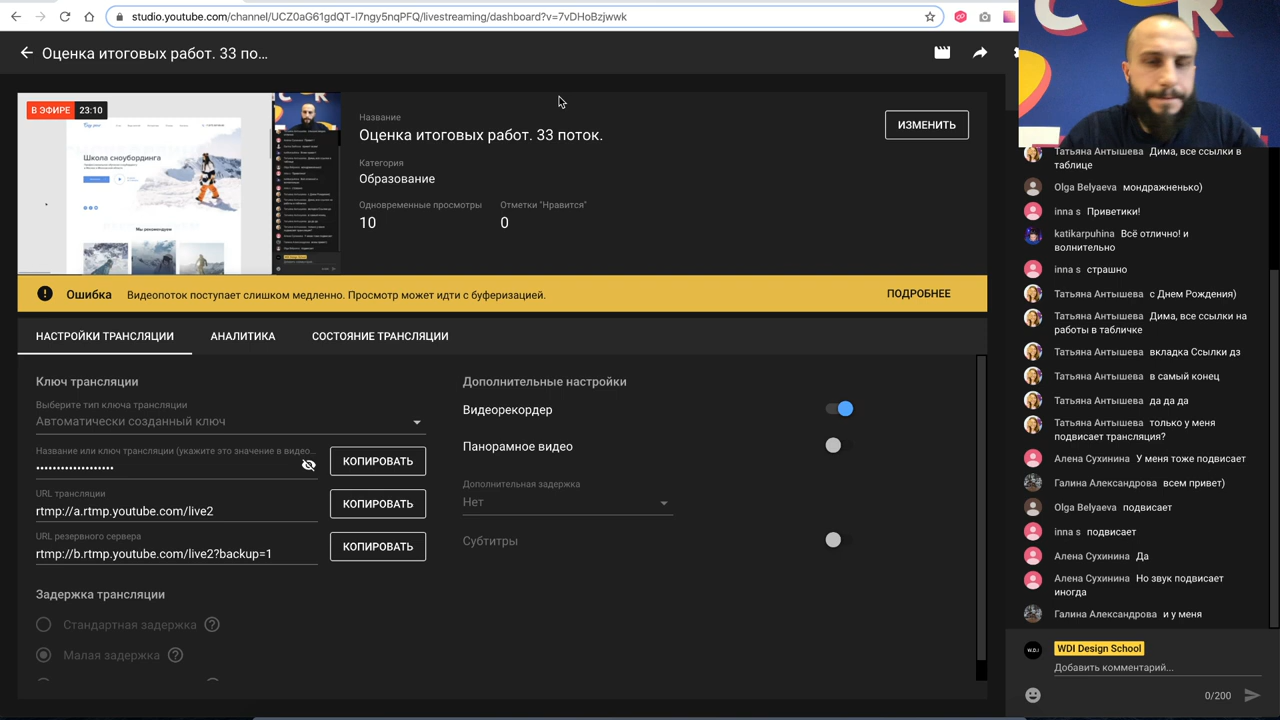 studio.youtube.com/channel/UCZ0aG61gdQT-I7ngy5nqPFQ/livestreaming/dashboard?v=7vDHoBzjwwk
Оценка итоговых работ. 33 по...
В ЭФИРЕ 23:10
Школа сноубординга
Мы рекомендуем
Название
Оценка итоговых работ. 33 поток.
Категория
Образование
Одновременные просмотры
Отметки "Нравится"
10
0
ИЗМЕНИТЬ
Ошибка
Видеопоток поступает слишком медленно. Просмотр может идти с буферизацией.
ПОДРОБНЕЕ
НАСТРОЙКИ ТРАНСЛЯЦИИ
АНАЛИТИКА
СОСТОЯНИЕ ТРАНСЛЯЦИИ
Ключ трансляции
Выберите тип ключа трансляции
Автоматически созданный ключ
Название или ключ трансляции (укажите это значение в видео...
••••••••••••••••••
КОПИРОВАТЬ
URL трансляции
rtmp://a.rtmp.youtube.com/live2
КОПИРОВАТЬ
URL резервного сервера
rtmp://b.rtmp.youtube.com/live2?backup=1
КОПИРОВАТЬ
Задержка трансляции
Стандартная задержка
Малая задержка
Дополнительные настройки
Видеорекордер
Панорамное видео
Дополнительная задержка
Нет
Субтитры
Татьяна Антышева Дима, все ссылки в
таблице
Olga Belyaeva мондраженько)
inna s Приветики!
katikarpuhina Всё отлично! и
волнительно
inna s страшно
Татьяна Антышева с Днем Рождения)
Татьяна Антышева Дима, все ссылки на
работы в табличке
Татьяна Антышева вкладка Ссылки дз
Татьяна Антышева в самый конец
Татьяна Антышева да да да
Татьяна Антышева только у меня
подвисает трансляция?
Алена Сухинина У меня тоже подвисает
Галина Александрова всем привет)
Olga Belyaeva подвисает
inna s подвисает
Алена Сухинина Да
Алена Сухинина Но звук подвисает
иногда
Галина Александрова и у меня
W.D.I
WDI Design School
Добавить комментарий...
0/200